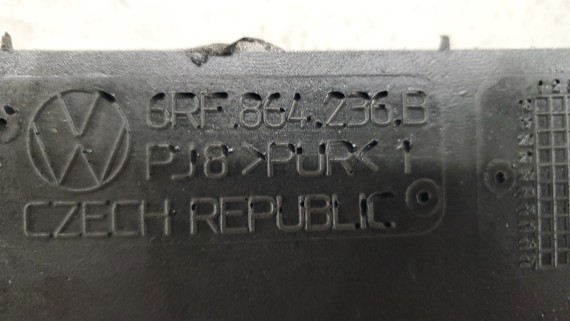 6RF.864.236.B
PJ8 >PUR< 1
CZECH REPUBLIC